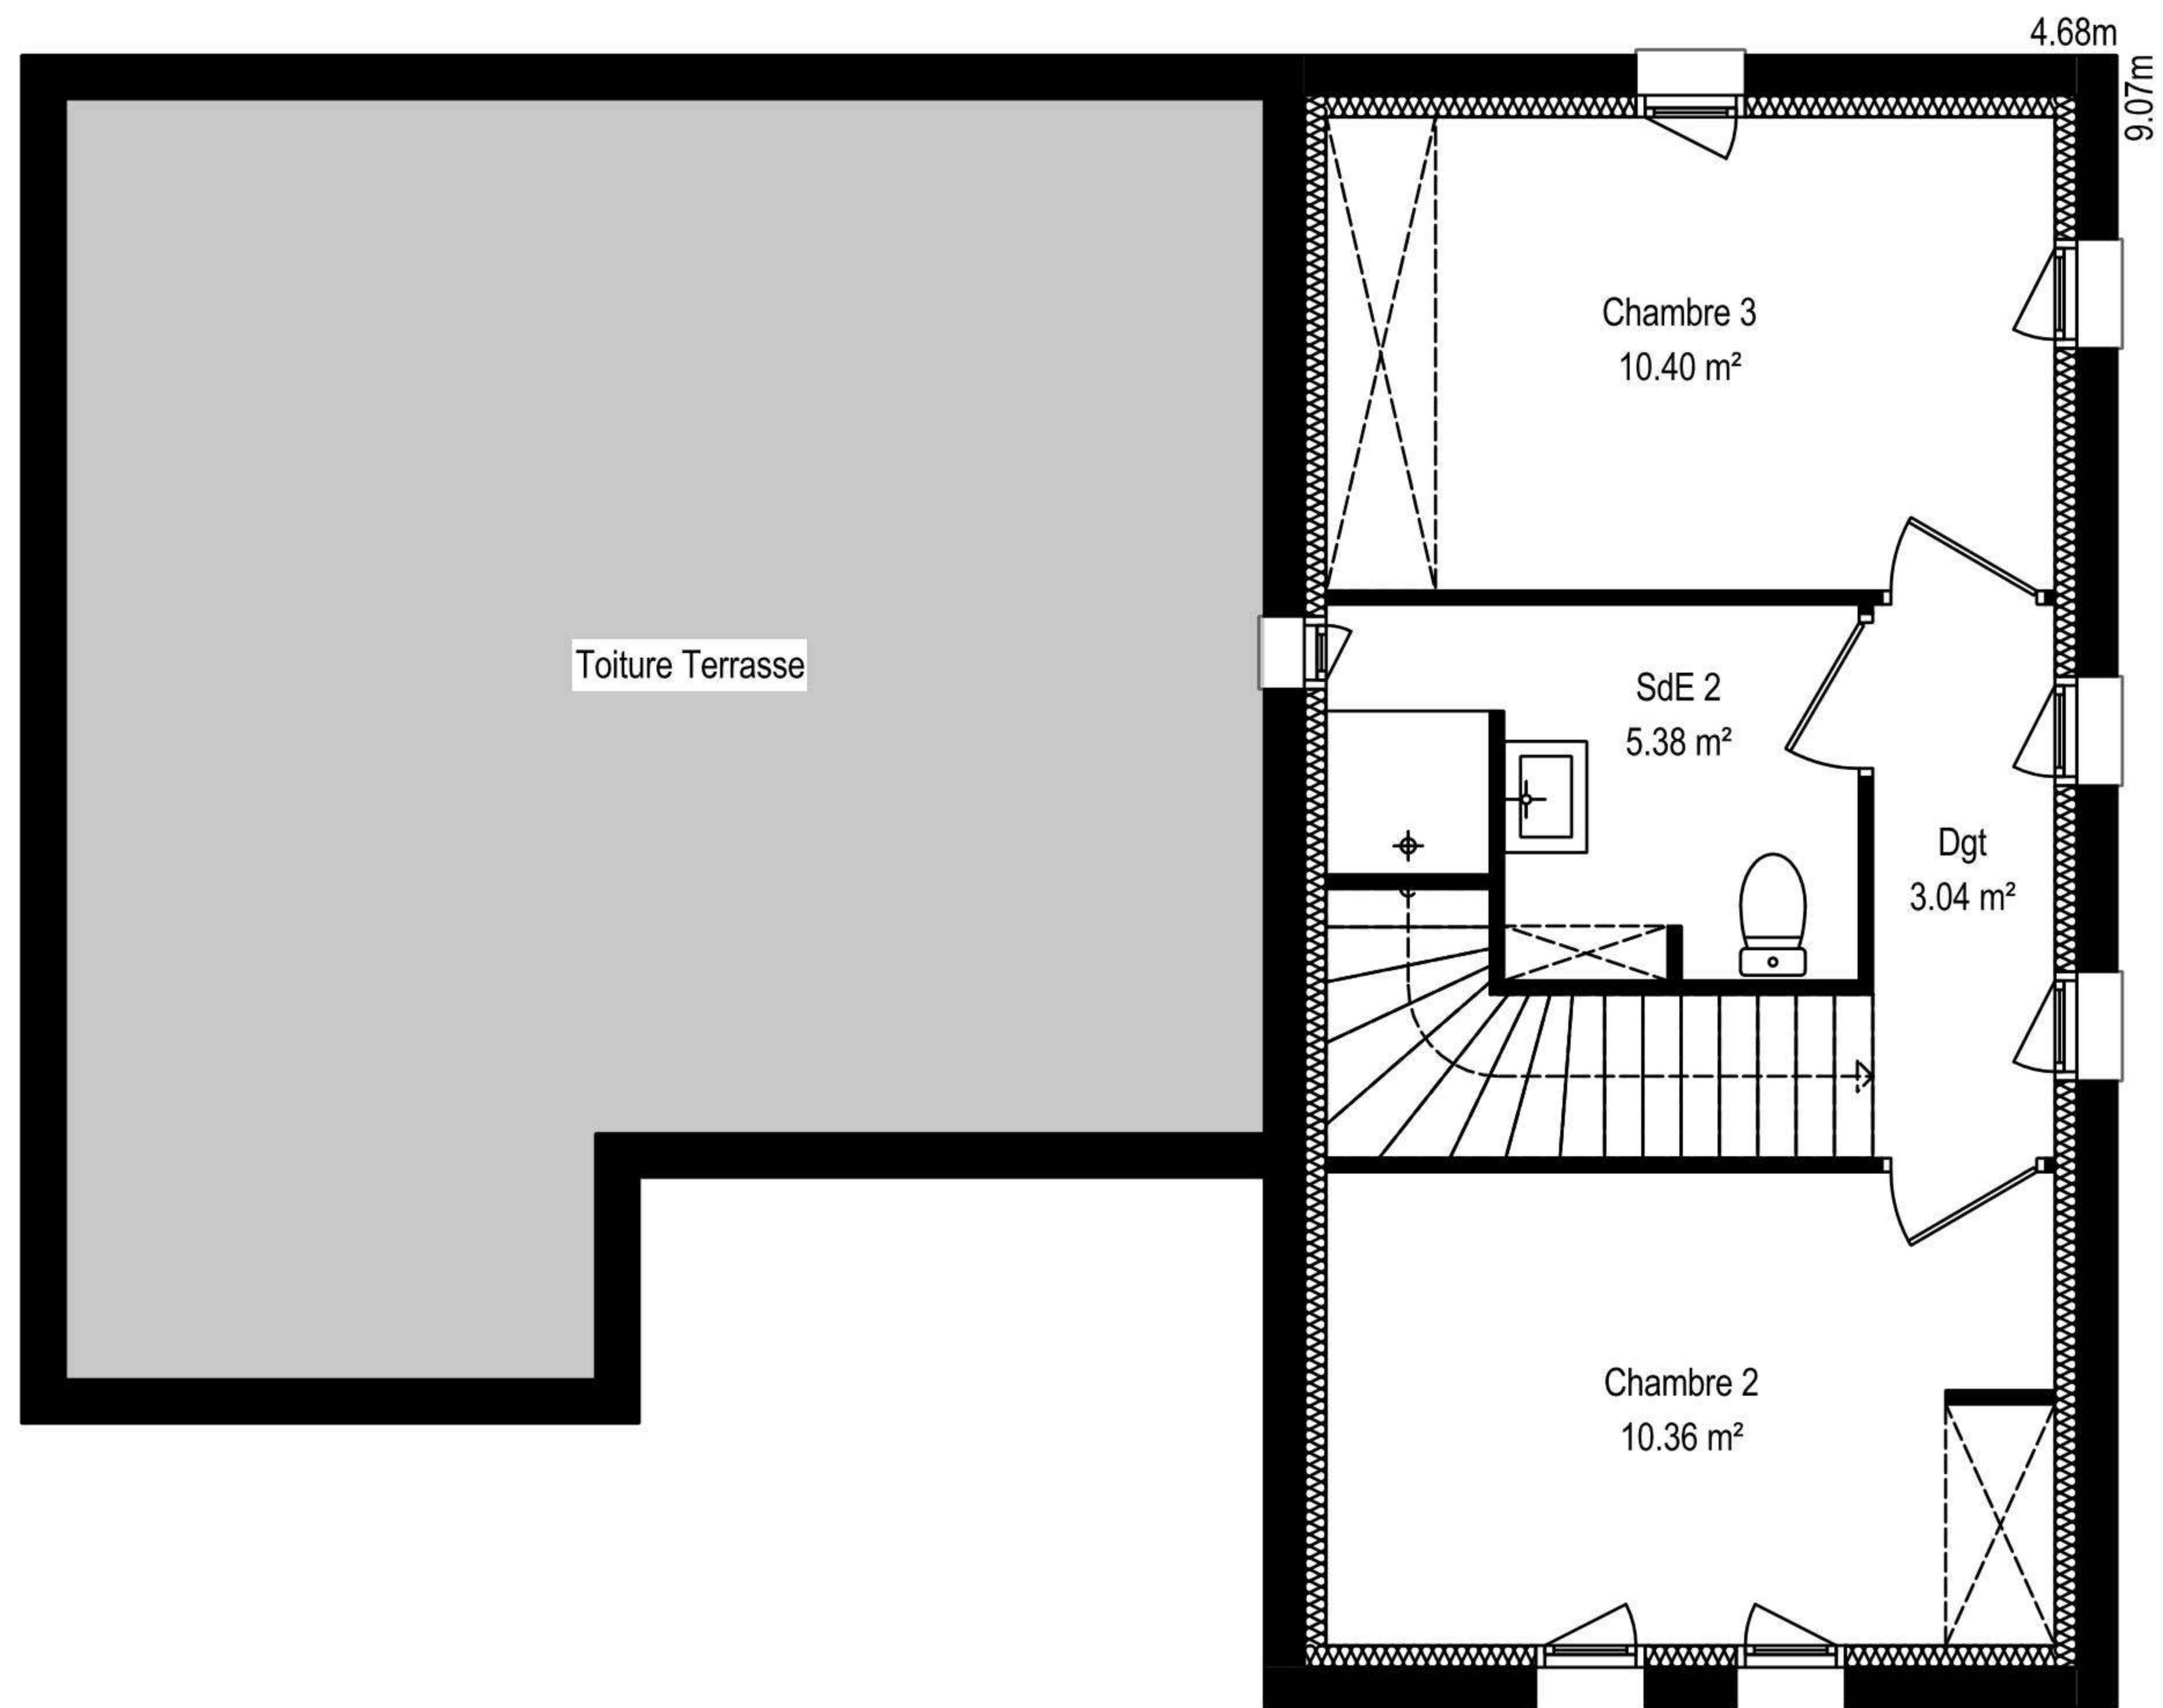 4.68m
9.07m
Chambre 3
10.40 m²
Toiture Terrasse
SdE 2
5.38 m²
Dgt
3.04 m²
Chambre 2
10.36 m²